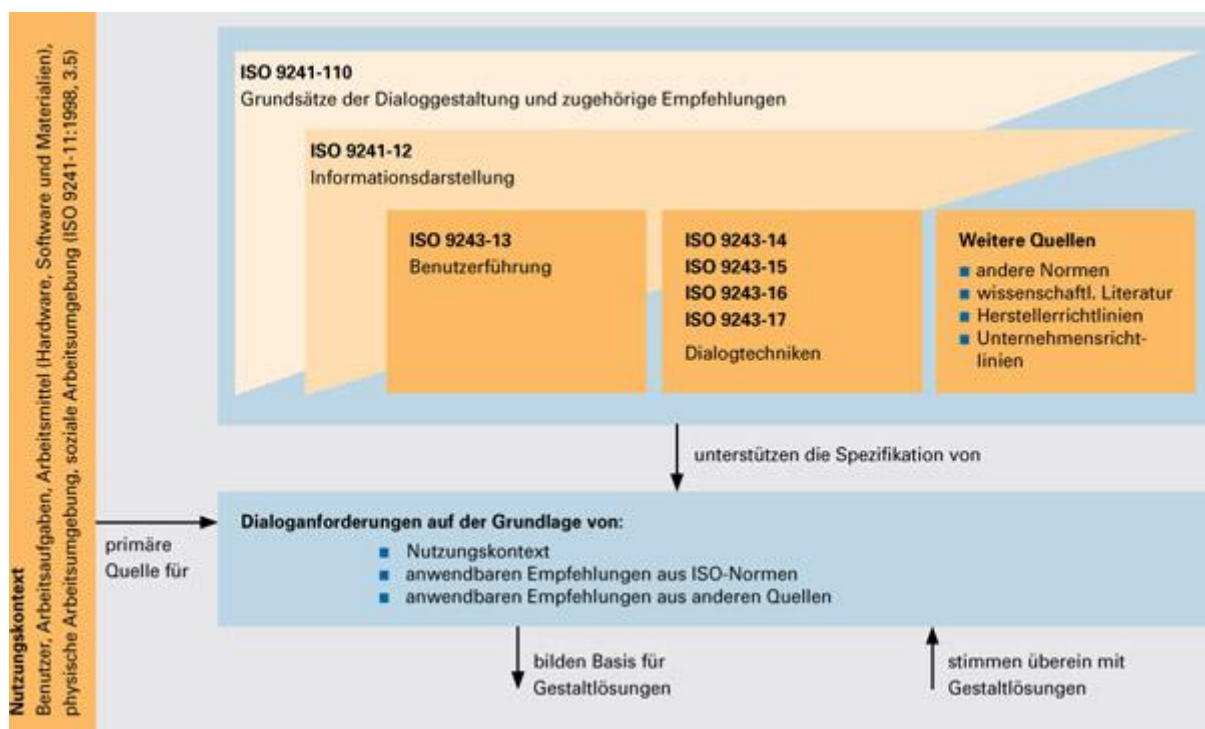 Nutzungskontext
Benutzer, Arbeitsaufgaben, Arbeitsmittel (Hardware, Software und Materialien),
physische Arbeitsumgebung, soziale Arbeitsumgebung (ISO 9241-11:1998, 3.5)
ISO 9241-110
Grundsätze der Dialoggestaltung und zugehörige Empfehlungen
ISO 9241-12
Informationsdarstellung
ISO 9243-13
Benutzerführung
ISO 9243-14
ISO 9243-15
ISO 9243-16
ISO 9243-17
Dialogtechniken
Weitere Quellen
andere Normen
wissenschaftl. Literatur
Herstellerrichtlinien
Unternehmensricht-
linien
unterstützen die Spezifikation von
primäre
Quelle für
Dialoganforderungen auf der Grundlage von:
Nutzungskontext
anwendbaren Empfehlungen aus ISO-Normen
anwendbaren Empfehlungen aus anderen Quellen
bilden Basis für
Gestaltlösungen
stimmen überein mit
Gestaltlösungen